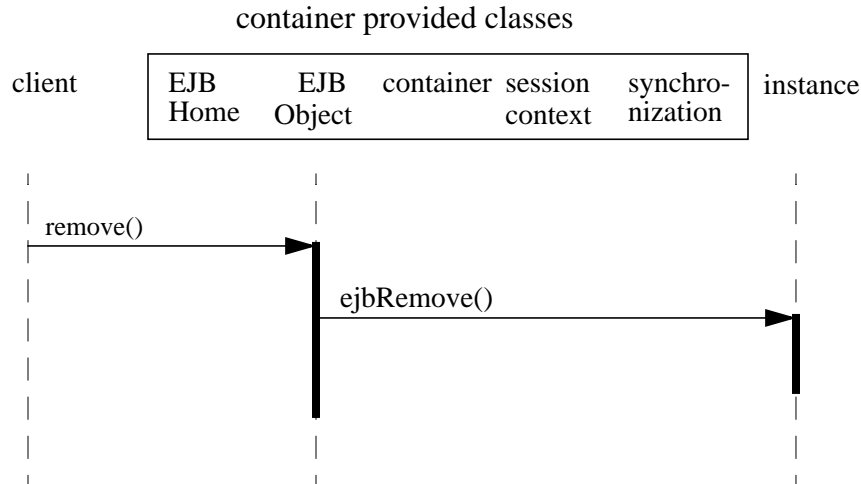 container provided classes
client
EJB Home
EJB Object
container
session context
synchro-
nization
instance
remove()
ejbRemove()